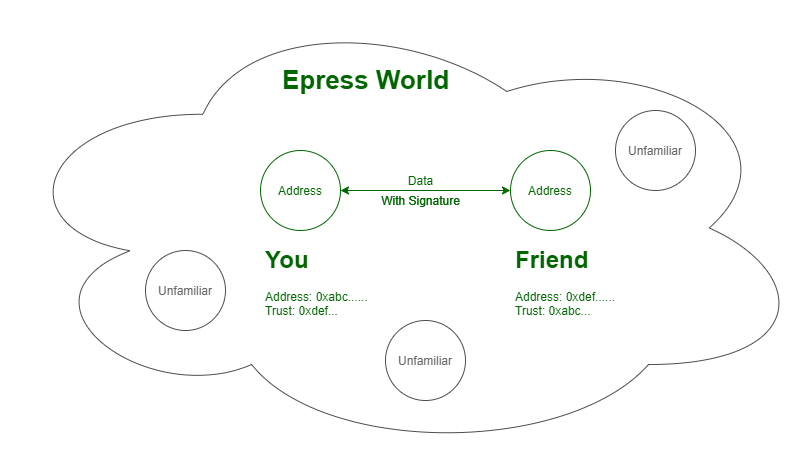 Epress World
Unfamiliar
Address
Data
With Signature
Address
You
Address: 0xabc......
Trust: 0xdef...
Friend
Address: 0xdef......
Trust: 0xabc...
Unfamiliar
Unfamiliar